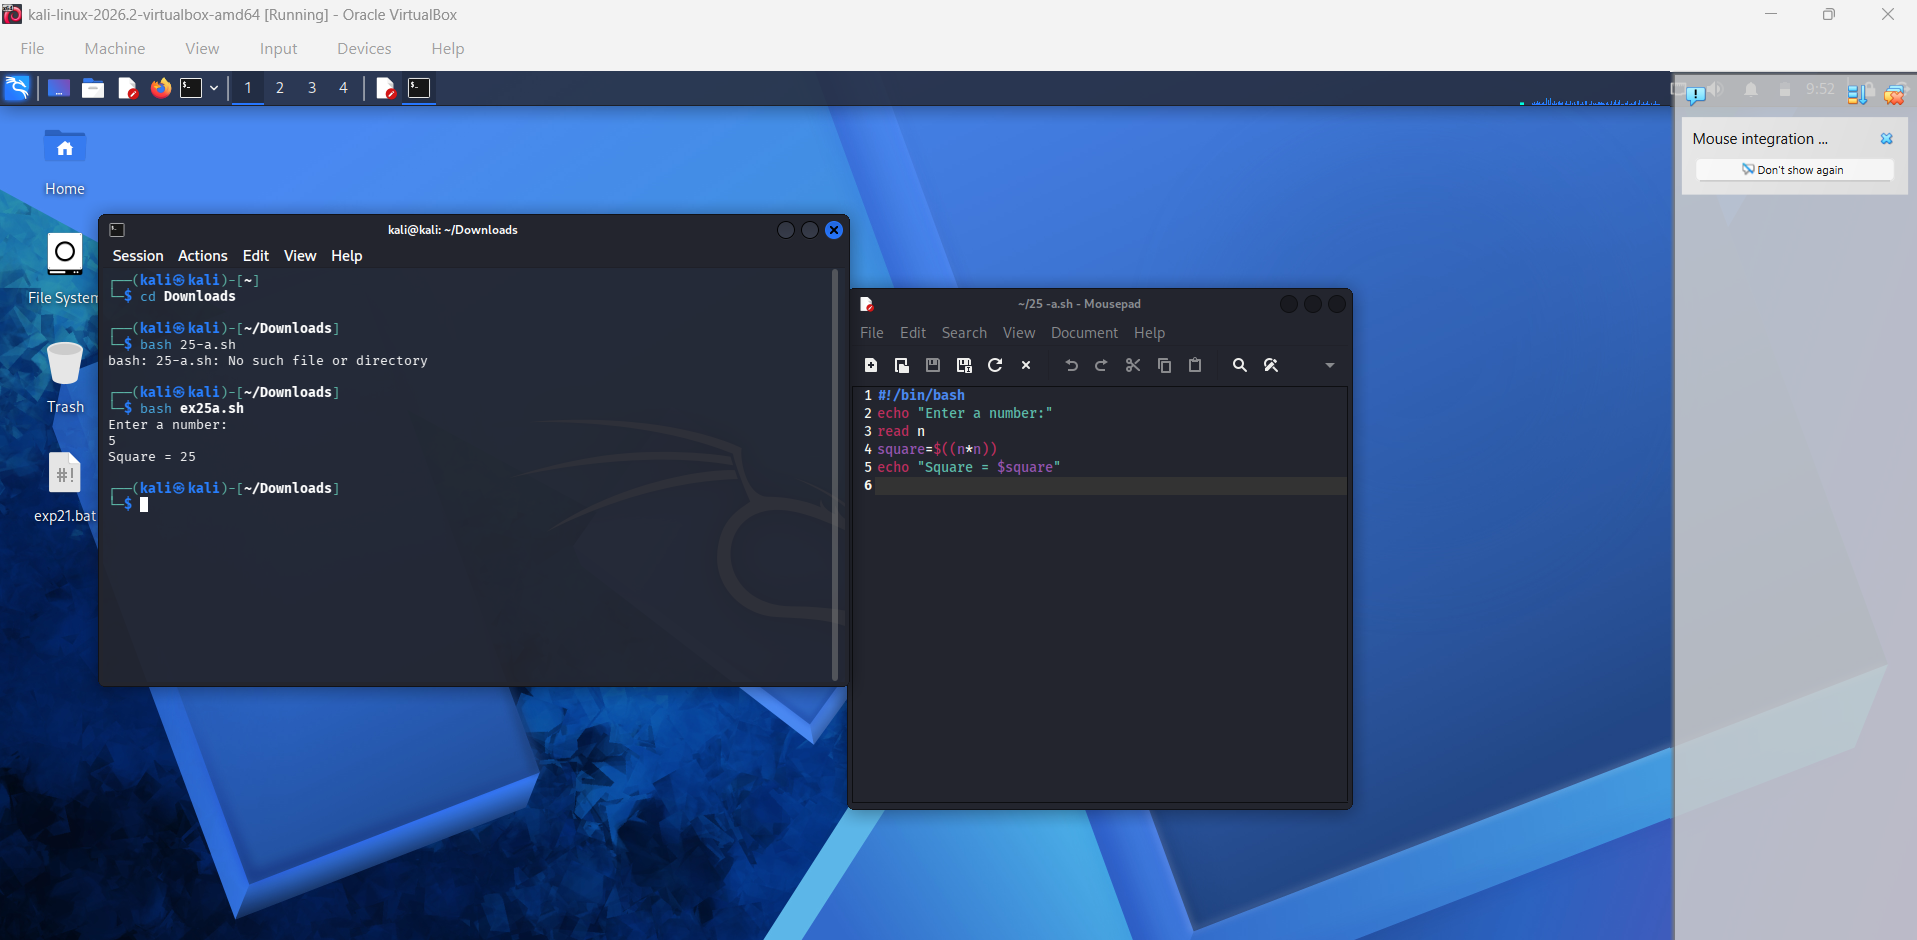 kali-linux-2026.2-virtualbox-amd64 [Running] - Oracle VirtualBox
File Machine View Input Devices Help
1 2 3 4
9:52
Mouse integration ...
Don't show again
Home
File System
Trash
#!
exp21.bat
kali@kali: ~/Downloads
Session Actions Edit View Help
┌──(kali㉿kali)-[~]
└─$ cd Downloads
┌──(kali㉿kali)-[~/Downloads]
└─$ bash 25-a.sh
bash: 25-a.sh: No such file or directory
┌──(kali㉿kali)-[~/Downloads]
└─$ bash ex25a.sh
Enter a number:
5
Square = 25
┌──(kali㉿kali)-[~/Downloads]
└─$
~/25 -a.sh - Mousepad
File Edit Search View Document Help
1 #!/bin/bash
2 echo "Enter a number:"
3 read n
4 square=$((n*n))
5 echo "Square = $square"
6